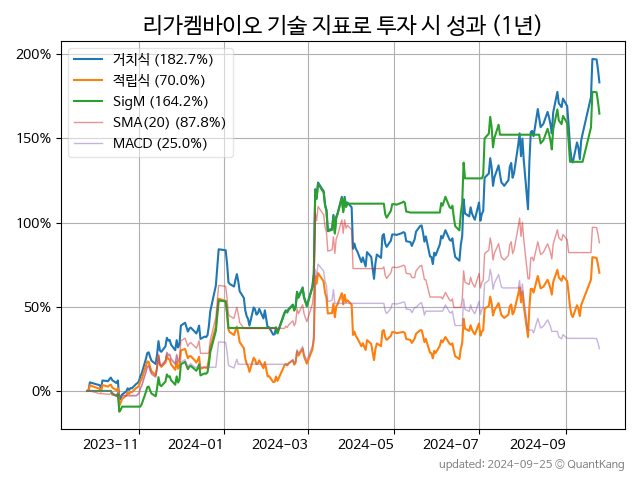 리가켐바이오 기술 지표로 투자 시 성과 (1년)
200%
150%
100%
50%
0%
거치식 (182.7%)
적립식 (70.0%)
SigM (164.2%)
SMA(20) (87.8%)
MACD (25.0%)
2023-11
2024-01
2024-03
2024-05
2024-07
2024-09
updated: 2024-09-25 © QuantKang